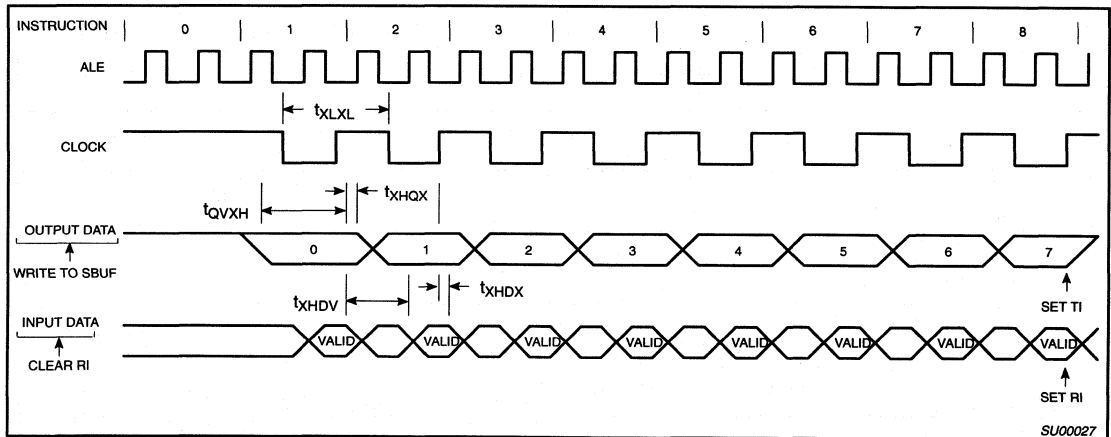 INSTRUCTION | 0 | 1 | 2 | 3 | 4 | 5 | 6 | 7 | 8 |
ALE
tXLXL
CLOCK
tXHQX
tQVXH
OUTPUT DATA
0 1 2 3 4 5 6 7
WRITE TO SBUF
tXHDV
tXHDX
SET TI
INPUT DATA
VALID VALID VALID VALID VALID VALID VALID VALID
CLEAR RI
SET RI
SU00027